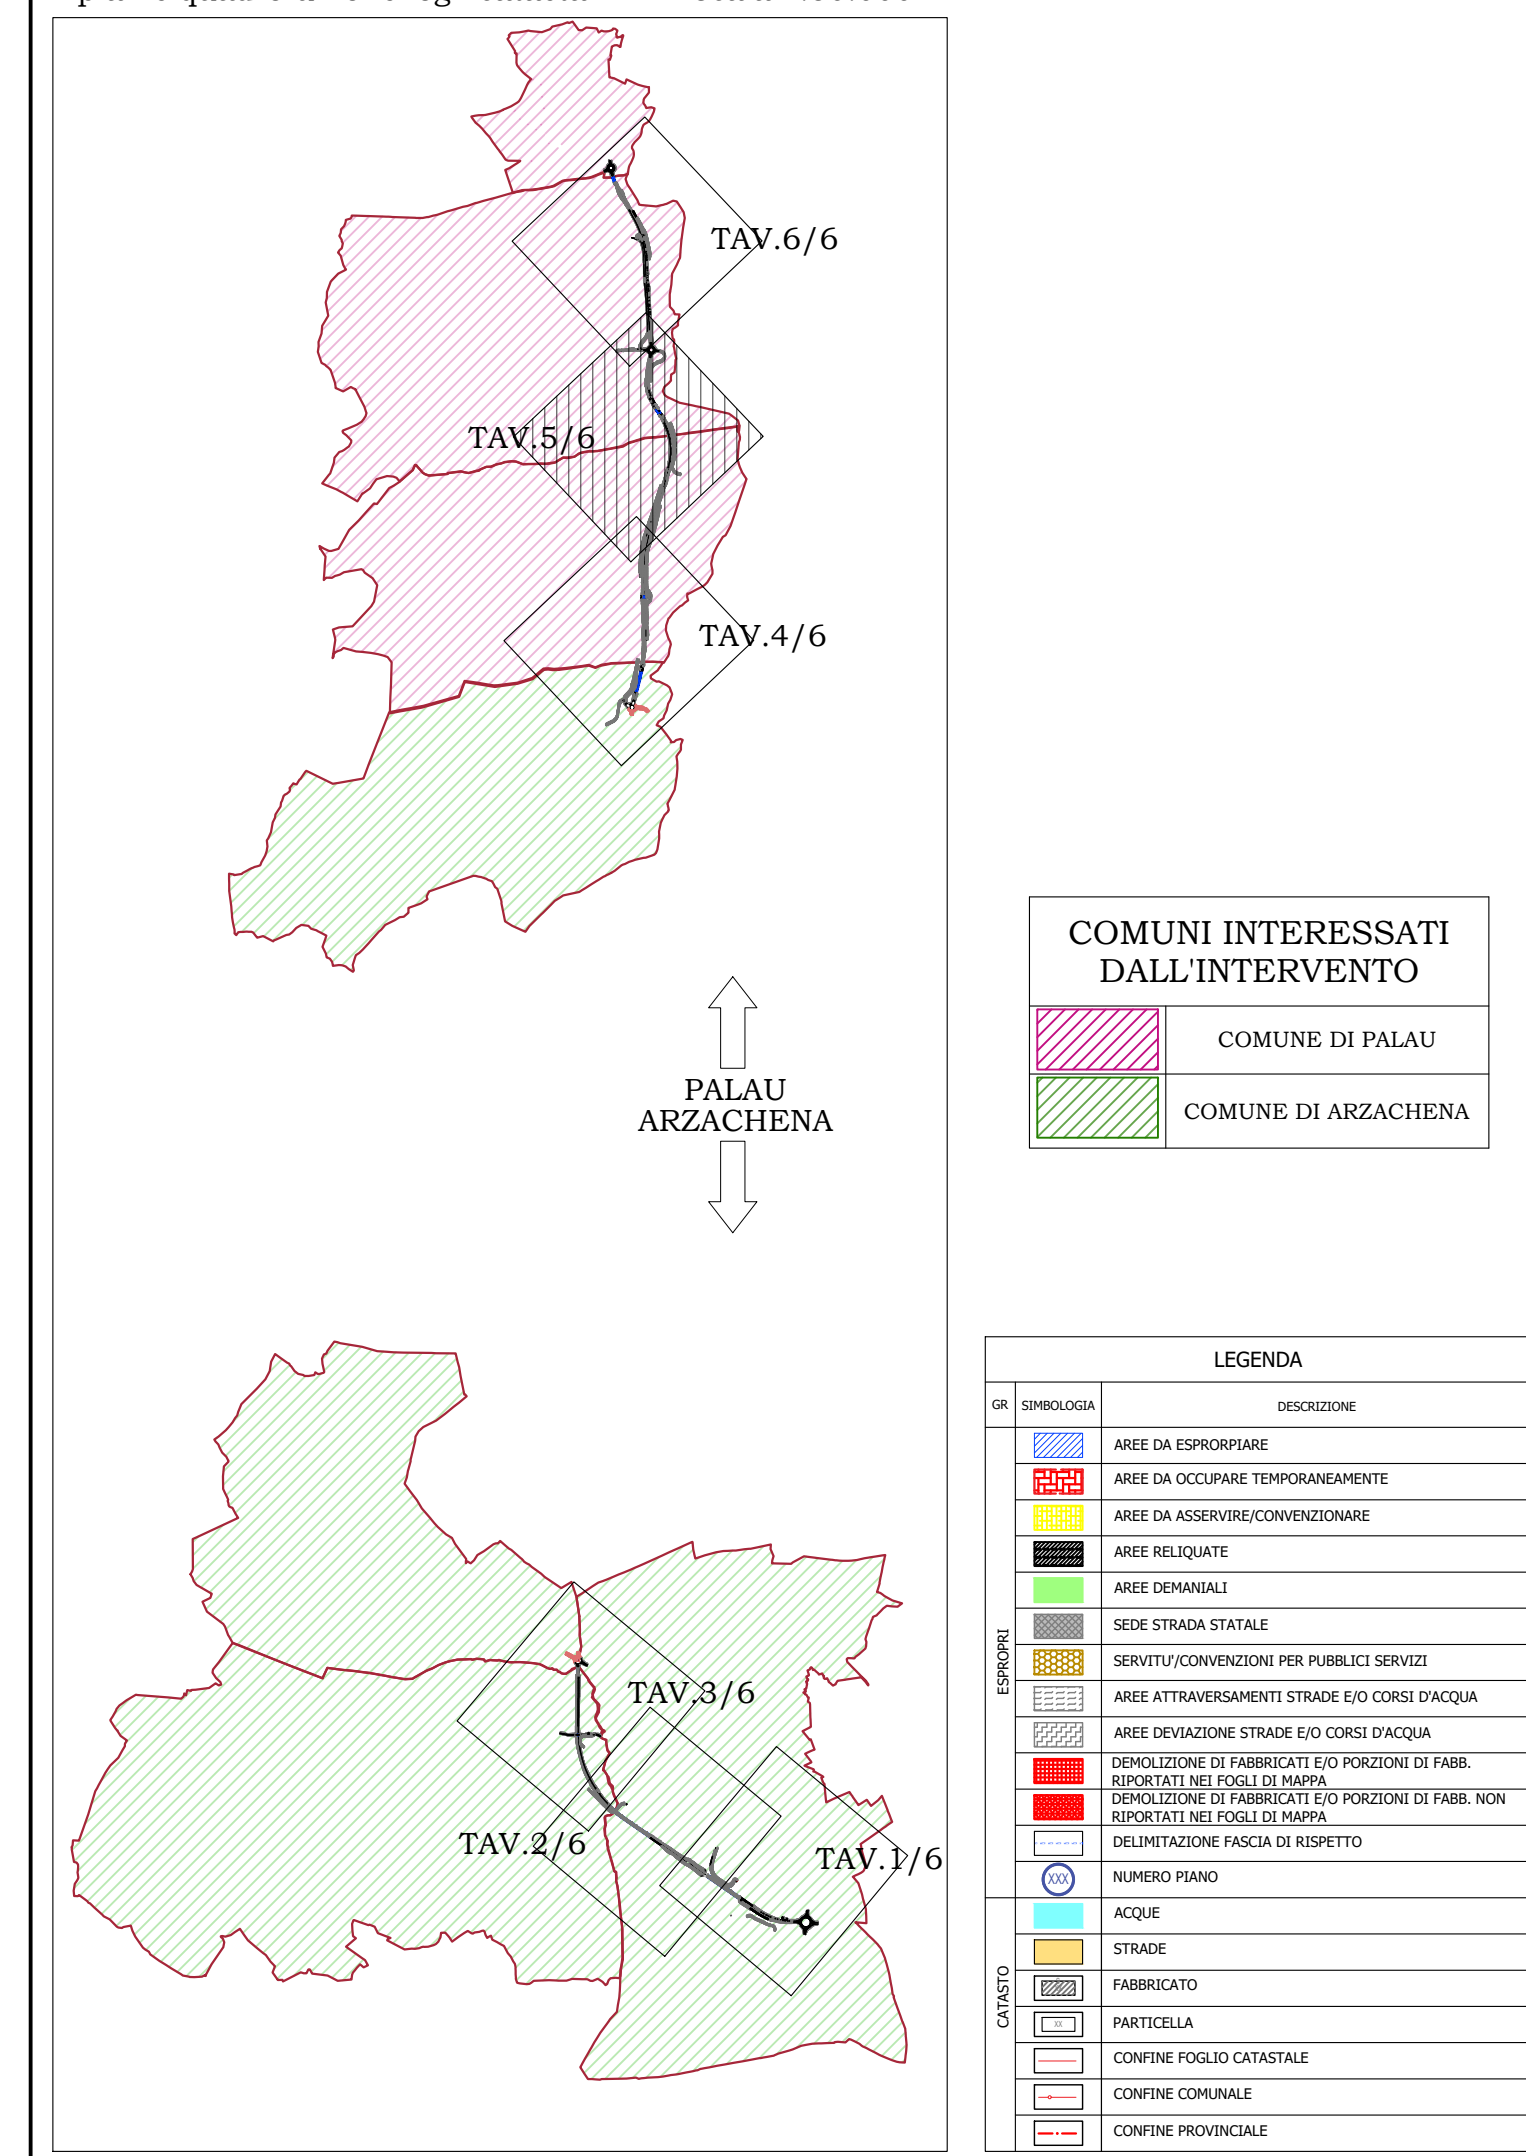 TAV.6/6
TAV.5/6
TAV.4/6
PALAU
ARZACHENA
TAV.3/6
TAV.2/6
TAV.1/6
COMUNI INTERESSATI
DALL'INTERVENTO
COMUNE DI PALAU
COMUNE DI ARZACHENA
LEGENDA
GR SIMBOLOGIA DESCRIZIONE
ESPROPRI
AREE DA ESPRORPIARE
AREE DA OCCUPARE TEMPORANEAMENTE
AREE DA ASSERVIRE/CONVENZIONARE
AREE RELIQUATE
AREE DEMANIALI
SEDE STRADA STATALE
SERVITU'/CONVENZIONI PER PUBBLICI SERVIZI
AREE ATTRAVERSAMENTI STRADE E/O CORSI D'ACQUA
AREE DEVIAZIONE STRADE E/O CORSI D'ACQUA
DEMOLIZIONE DI FABBRICATI E/O PORZIONI DI FABB.
RIPORTATI NEI FOGLI DI MAPPA
DEMOLIZIONE DI FABBRICATI E/O PORZIONI DI FABB. NON
RIPORTATI NEI FOGLI DI MAPPA
DELIMITAZIONE FASCIA DI RISPETTO
XXX NUMERO PIANO
CATASTO
ACQUE
STRADE
FABBRICATO
XX PARTICELLA
CONFINE FOGLIO CATASTALE
CONFINE COMUNALE
CONFINE PROVINCIALE